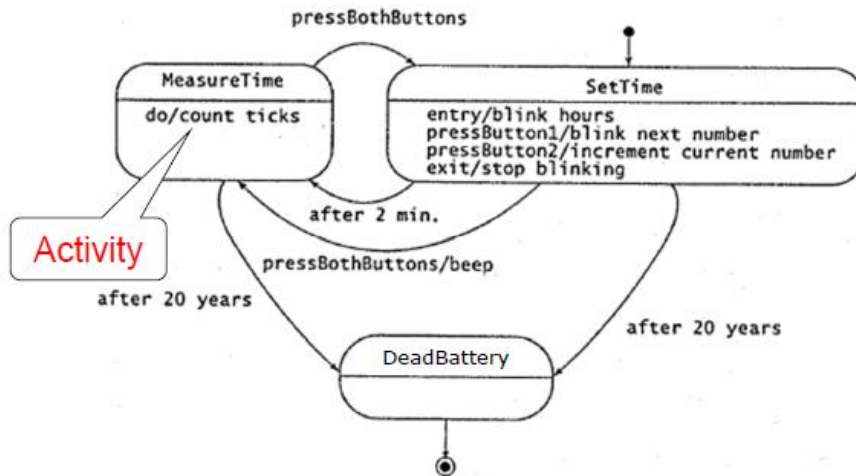 pressBothButtons
MeasureTime
do/count ticks
SetTime
entry/blink hours
pressButton1/blink next number
pressButton2/increment current number
exit/stop blinking
after 2 min.
Activity
pressBothButtons/beep
after 20 years
after 20 years
DeadBattery